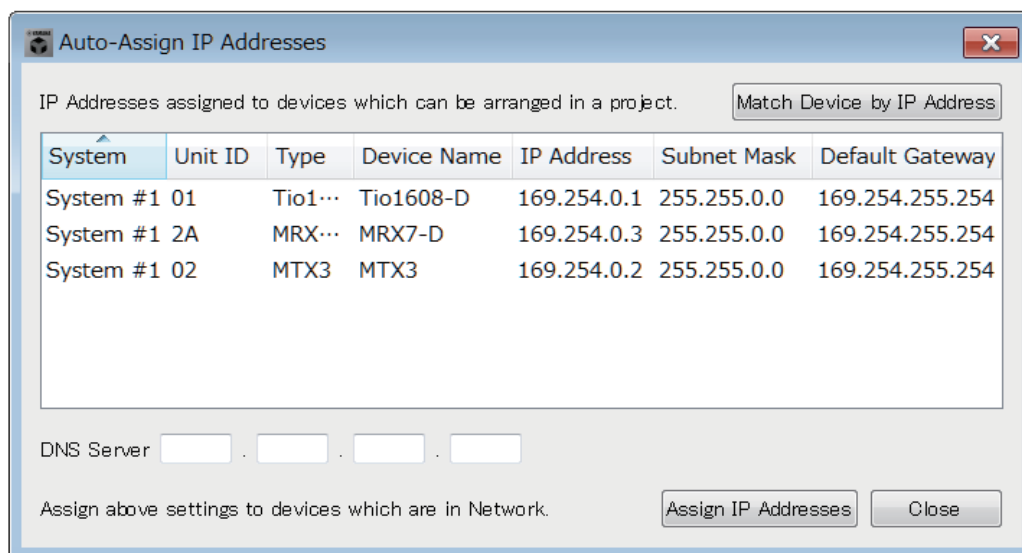 Auto-Assign IP Addresses
IP Addresses assigned to devices which can be arranged in a project. Match Device by IP Address
System Unit ID Type Device Name IP Address Subnet Mask Default Gateway
System #1 01 Tio1··· Tio1608-D 169.254.0.1 255.255.0.0 169.254.255.254
System #1 2A MRX··· MRX7-D 169.254.0.3 255.255.0.0 169.254.255.254
System #1 02 MTX3 MTX3 169.254.0.2 255.255.0.0 169.254.255.254
DNS Server . . .
Assign above settings to devices which are in Network. Assign IP Addresses Close